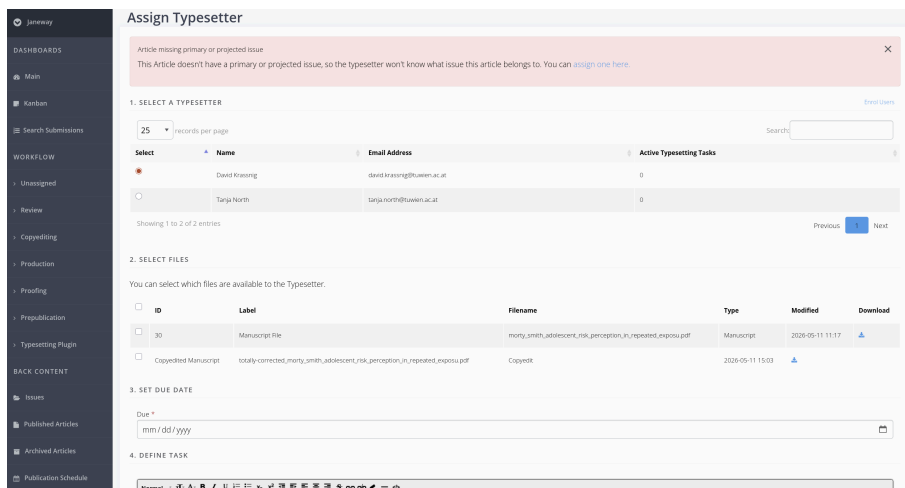 Janeway
Assign Typesetter
DASHBOARDS
Main
Kanban
Search Submissions
WORKFLOW
Unassigned
Review
Copyediting
Production
Proofing
Prepublication
Typesetting Plugin
BACK CONTENT
Issues
Published Articles
Archived Articles
Publication Schedule
Article missing primary or projected issue
This Article doesn't have a primary or projected issue, so the typesetter won't know what issue this article belongs to. You can assign one here
1. SELECT A TYPESETTER
Enrol Users
25 records per page
Search:
Select Name Email Address Active Typesetting Tasks
David Krassnig david.krassnig@tuwien.ac.at 0
Tanja North tanja.north@tuwien.ac.at 0
Showing 1 to 2 of 2 entries
Previous 1 Next
2. SELECT FILES
You can select which files are available to the Typesetter.
ID Label Filename Type Modified Download
30 Manuscript File morty_smith_adolescent_risk_perception_in_repeated_exposu.pdf Manuscript 2026-05-11 11:17
Copyedited Manuscript totally-corrected_morty_smith_adolescent_risk_perception_in_repeated_exposu.pdf Copyedit 2026-05-11 15:03
3. SET DUE DATE
Due *
mm/dd/yyyy
4. DEFINE TASK